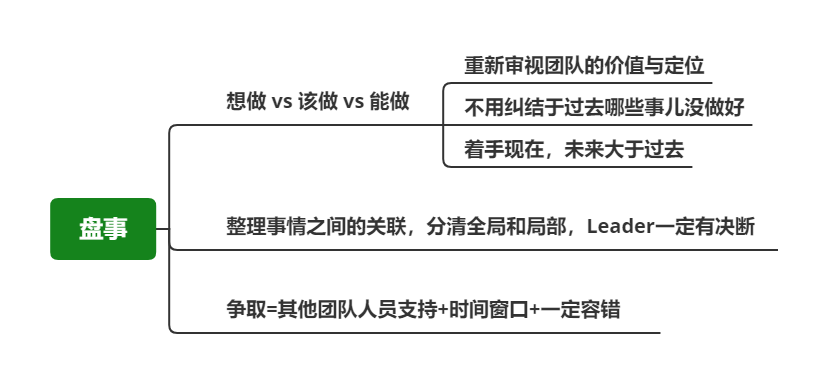 盘事
想做 vs 该做 vs 能做
重新审视团队的价值与定位
不用纠结于过去哪些事儿没做好
着手现在，未来大于过去
整理事情之间的关联，分清全局和局部，Leader一定有决断
争取=其他团队人员支持+时间窗口+一定容错